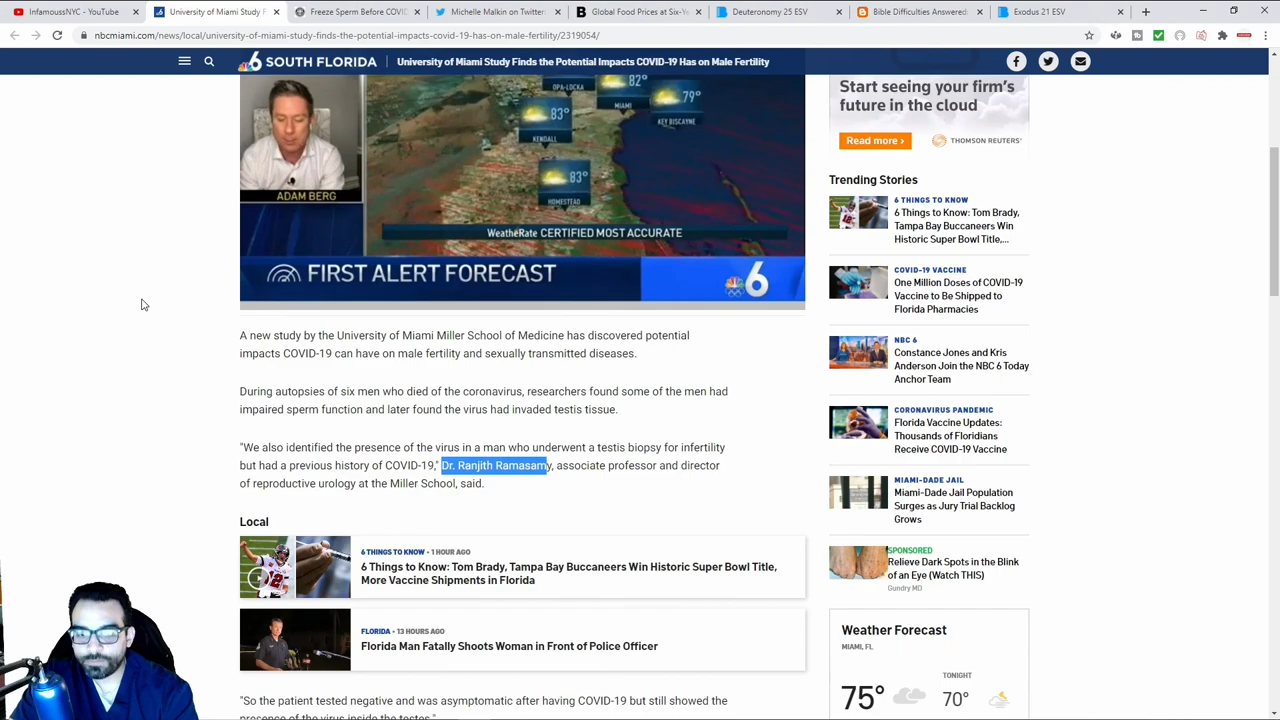 InfamousNYC - YouTube
University of Miami Study F
Freeze Sperm Before COVI
Michelle Malkin on Twitter:
Global Food Prices at Six-Ye
Deuteronomy 25 ESV
Bible Difficulties Answered:
Exodus 21 ESV
nbcmiami.com/news/local/university-of-miami-study-finds-the-potential-impacts-covid-19-has-on-male-fertility/2319054/
6 SOUTH FLORIDA
University of Miami Study Finds the Potential Impacts COVID-19 Has on Male Fertility
OPA-LOCKA
82°
MIAMI
79°
KEY BISCAYNE
83°
KENDALL
83°
HOMESTEAD
ADAM BERG
WeatheRate CERTIFIED MOST ACCURATE
FIRST ALERT FORECAST
6
A new study by the University of Miami Miller School of Medicine has discovered potential
impacts COVID-19 can have on male fertility and sexually transmitted diseases.
During autopsies of six men who died of the coronavirus, researchers found some of the men had
impaired sperm function and later found the virus had invaded testis tissue.
"We also identified the presence of the virus in a man who underwent a testis biopsy for infertility
but had a previous history of COVID-19," Dr. Ranjith Ramasamy, associate professor and director
of reproductive urology at the Miller School, said.
Local
6 THINGS TO KNOW • 1 HOUR AGO
6 Things to Know: Tom Brady, Tampa Bay Buccaneers Win Historic Super Bowl Title,
More Vaccine Shipments in Florida
FLORIDA • 13 HOURS AGO
Florida Man Fatally Shoots Woman in Front of Police Officer
"So the patient tested negative and was asymptomatic after having COVID-19 but still showed the
presence of the virus inside the testes,"
Start seeing your firm's
future in the cloud
Read more ›
THOMSON REUTERS
Trending Stories
6 THINGS TO KNOW
6 Things to Know: Tom Brady,
Tampa Bay Buccaneers Win
Historic Super Bowl Title,...
COVID-19 VACCINE
One Million Doses of COVID-19
Vaccine to Be Shipped to
Florida Pharmacies
NBC 6
Constance Jones and Kris
Anderson Join the NBC 6 Today
Anchor Team
CORONAVIRUS PANDEMIC
Florida Vaccine Updates:
Thousands of Floridians
Receive COVID-19 Vaccine
MIAMI-DADE JAIL
Miami-Dade Jail Population
Surges as Jury Trial Backlog
Grows
SPONSORED
Relieve Dark Spots in the Blink
of an Eye (Watch THIS)
Gundry MD
Weather Forecast
MIAMI, FL
TONIGHT
75°
70°